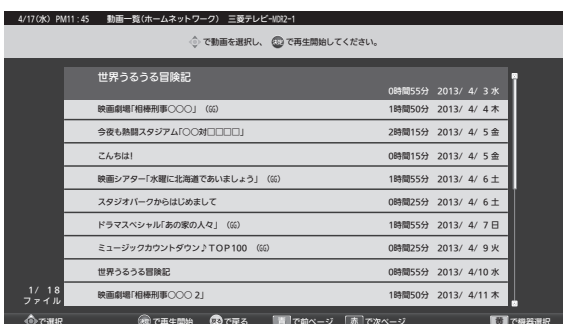 4/17(水) PM11:45 動画一覧(ホームネットワーク) 三菱テレビ-MDR2-1
で動画を選択し、 決定 で再生開始してください。
世界うるうる冒険記
0時間55分 2013/ 4/ 3 水
映画劇場「相棒刑事○○○」 (GG) 1時間50分 2013/ 4/ 4 木
今夜も熱闘スタジアム「○○対□□□□」 2時間15分 2013/ 4/ 5 金
こんちは! 0時間15分 2013/ 4/ 5 金
映画シアター「水曜に北海道であいましょう」 (GG) 1時間55分 2013/ 4/ 6 土
スタジオパークからはじめまして 0時間25分 2013/ 4/ 6 土
ドラマスペシャル「あの家の人々」 (GG) 1時間55分 2013/ 4/ 7 日
ミュージックカウントダウン♪TOP100 (GG) 0時間25分 2013/ 4/ 9 火
世界うるうる冒険記 0時間55分 2013/ 4/10 水
映画劇場「相棒刑事○○○ 2」 1時間50分 2013/ 4/11 木
1/ 18
ファイル
で選択 決定 で再生開始 戻る で戻る 青 で前ページ 赤 で次ページ で機器選択